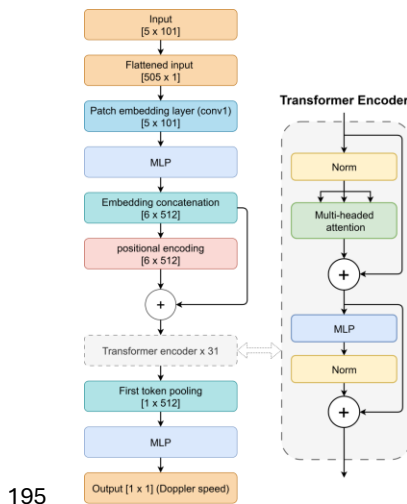 Input
[5 x 101]
Flattened input
[505 x 1]
Patch embedding layer (conv1)
[5 x 101]
MLP
Embedding concatenation
[6 x 512]
positional encoding
[6 x 512]
+
Transformer encoder x 31
First token pooling
[1 x 512]
MLP
Output [1 x 1] (Doppler speed)
Transformer Encoder
Norm
Multi-headed
attention
+
MLP
Norm
+
195